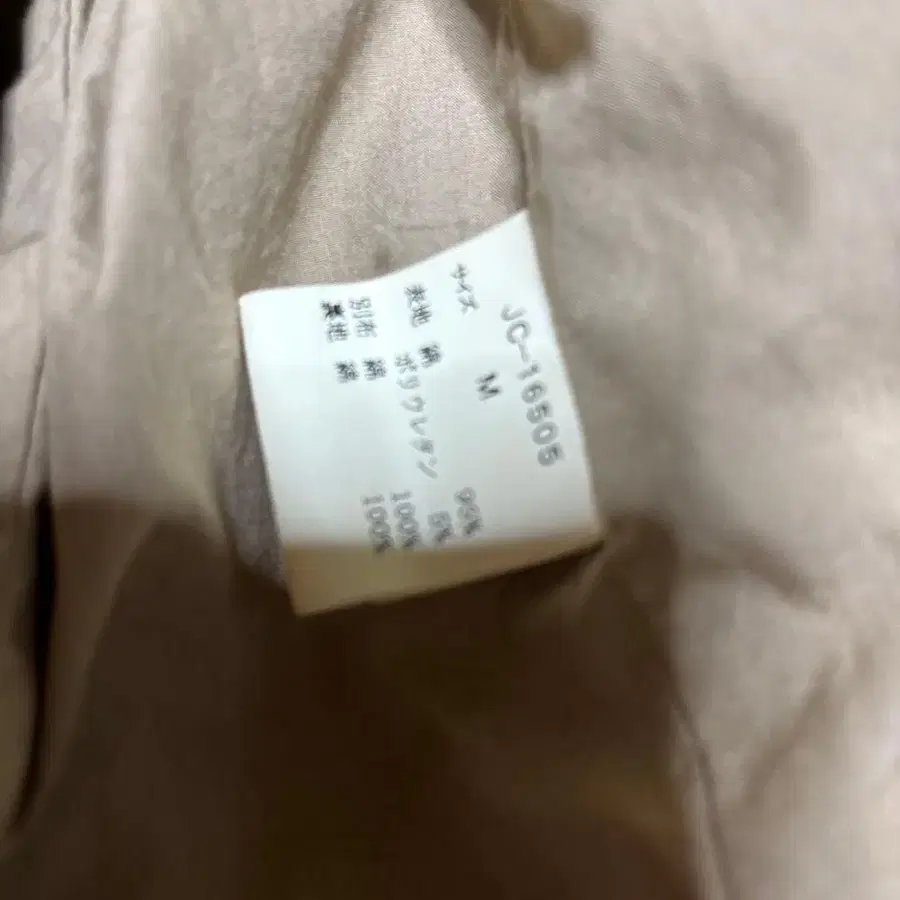 JC-16505
サイズ M
表地 綿 95%
ポリウレタン 5%
別布 綿 100%
裏地 綿 100%